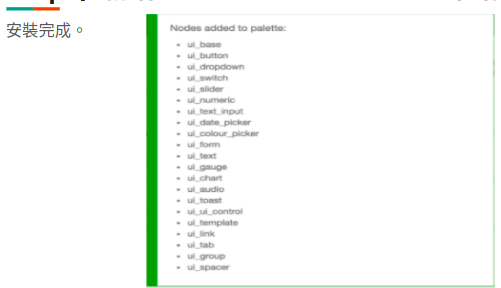 安裝完成。
Nodes added to palette:
ui_base
ui_button
ui_dropdown
ui_switch
ui_slider
ui_numeric
ui_text_input
ui_date_picker
ui_colour_picker
ui_form
ui_text
ui_gauge
ui_chart
ui_audio
ui_toast
ui_ui_control
ui_template
ui_link
ui_tab
ui_group
ui_spacer